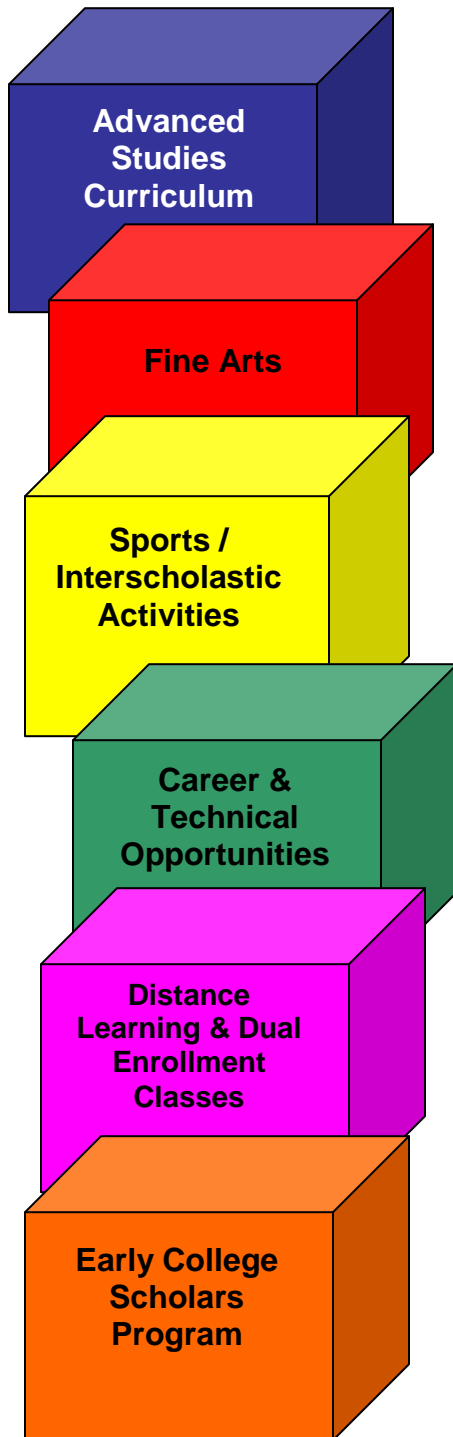 Advanced
Studies
Curriculum
Fine Arts
Sports /
Interscholastic
Activities
Career &
Technical
Opportunities
Distance
Learning & Dual
Enrollment
Classes
Early College
Scholars
Program